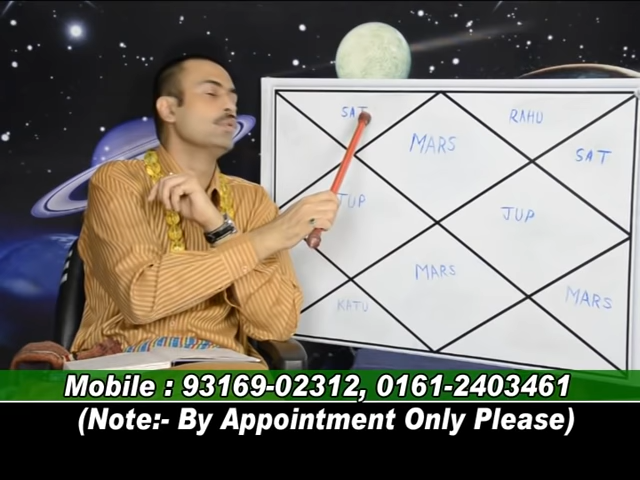 SAT
RAHU
MARS
SAT
JUP
JUP
MARS
KATU
MARS
Mobile : 93169-02312, 0161-2403461
(Note:- By Appointment Only Please)